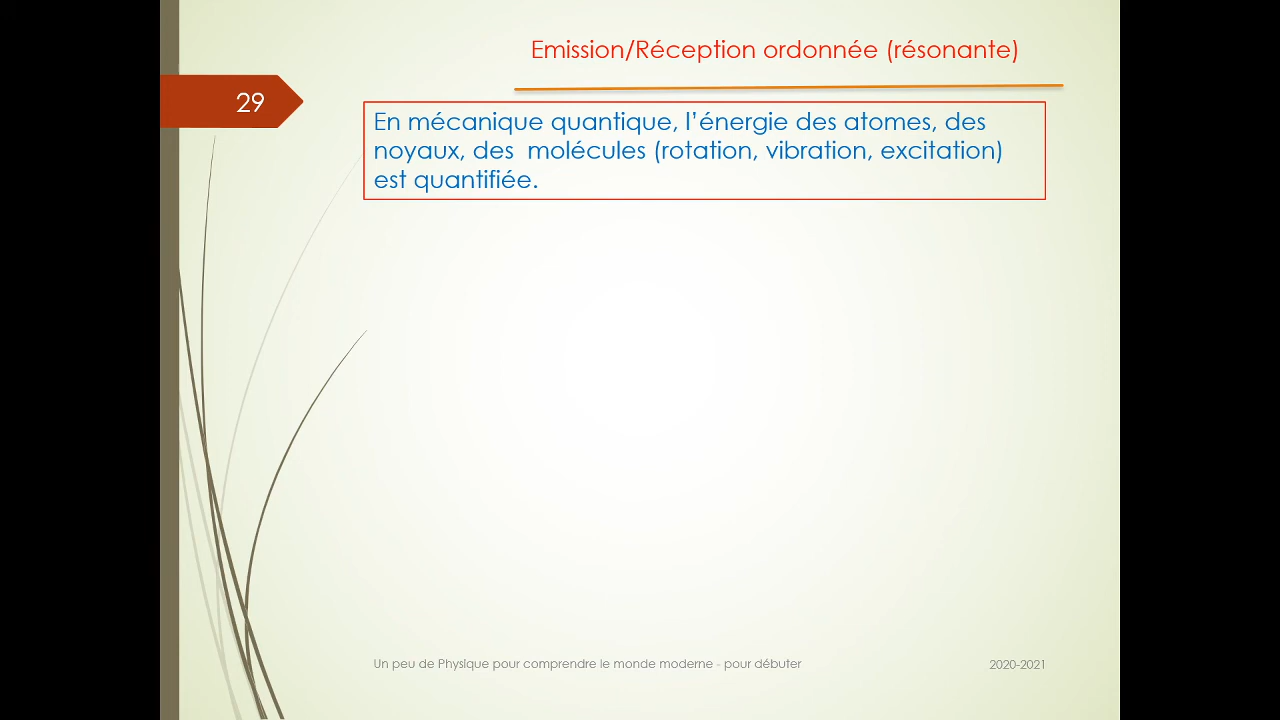 Emission/Réception ordonnée (résonante)
29
En mécanique quantique, l’énergie des atomes, des
noyaux, des molécules (rotation, vibration, excitation)
est quantifiée.
Un peu de Physique pour comprendre le monde moderne - pour débuter
2020-2021